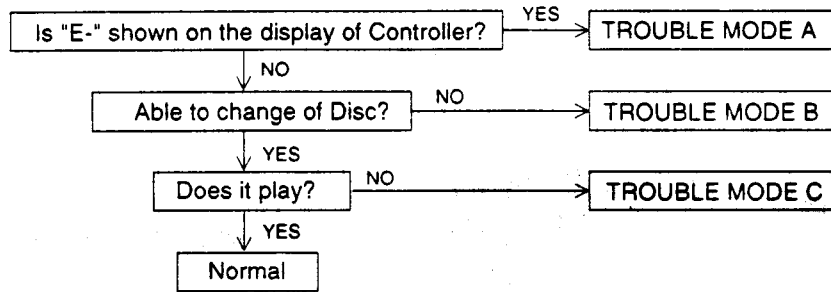 Is "E-" shown on the display of Controller?
YES
TROUBLE MODE A
NO
Able to change of Disc?
NO
TROUBLE MODE B
YES
Does it play?
NO
TROUBLE MODE C
YES
Normal